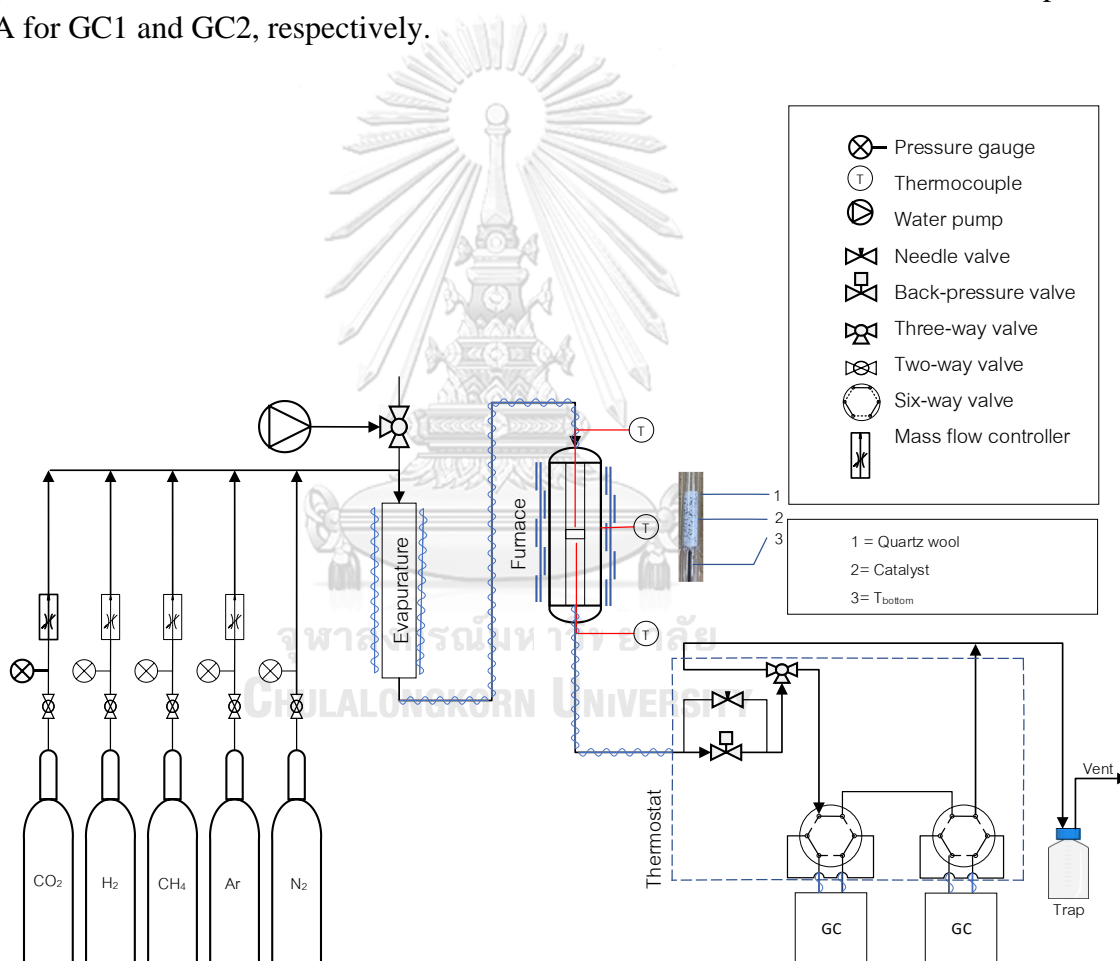 A for GC1 and GC2, respectively.
Pressure gauge
T
Thermocouple
Water pump
Needle valve
Back-pressure valve
Three-way valve
Two-way valve
Six-way valve
Mass flow controller
T
Furnace
T
1
2
3
1 = Quartz wool
2= Catalyst
3= Tbottom
Evapurature
T
จุฬาลงกรณ์มหาวิทยาลัย
CHULALONGKORN UNIVERSITY
Thermostat
Vent
CO₂
H₂
CH₄
Ar
N₂
Trap
GC
GC